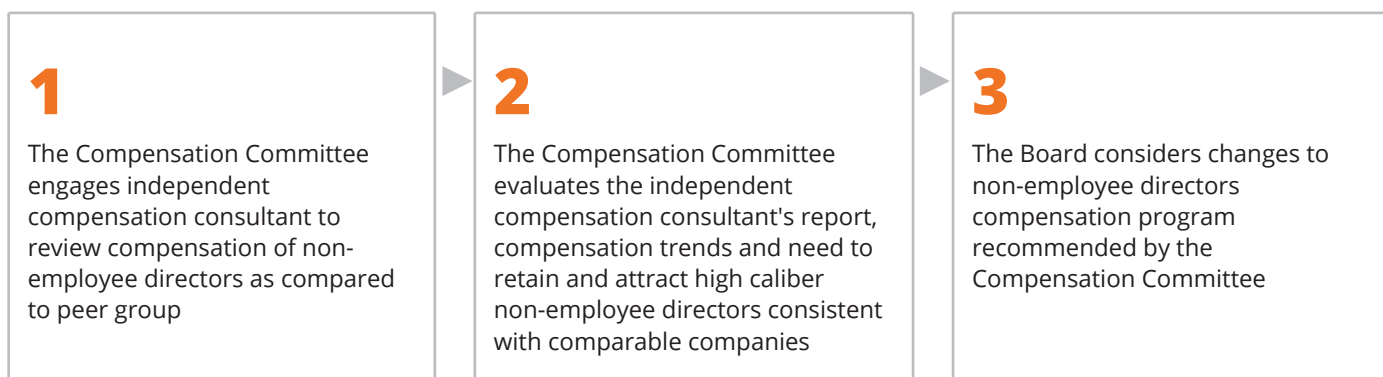 1
The Compensation Committee
engages independent
compensation consultant to
review compensation of non-
employee directors as compared
to peer group
2
The Compensation Committee
evaluates the independent
compensation consultant's report,
compensation trends and need to
retain and attract high caliber
non-employee directors consistent
with comparable companies
3
The Board considers changes to
non-employee directors
compensation program
recommended by the
Compensation Committee